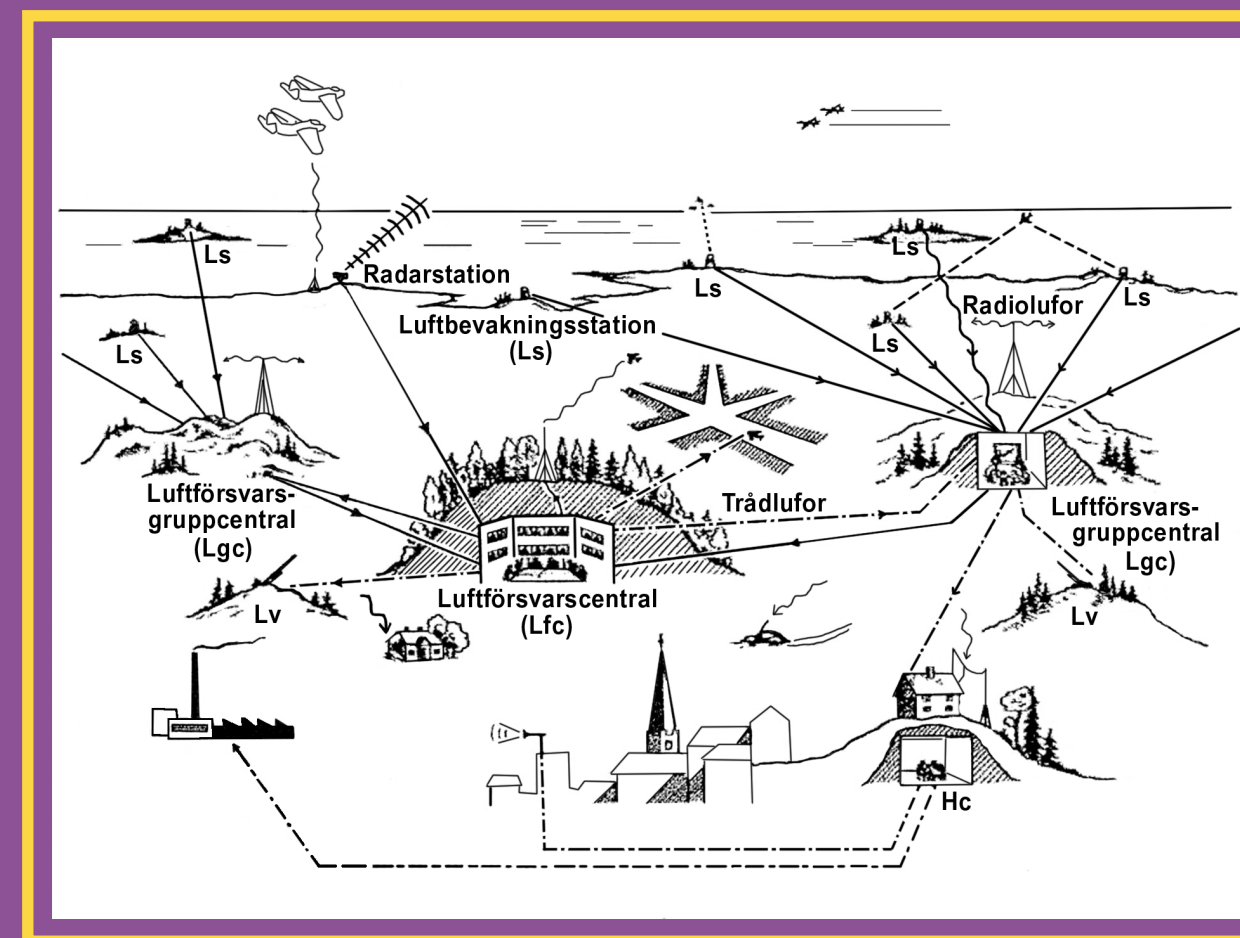 Ls
Ls
Radarstation
Ls
Ls
Radiolufor
Luftbevakningsstation
(Ls)
Ls
Ls
Trådlufor
Luftförsvars-
gruppcentral
(Lgc)
Luftförsvars-
gruppcentral
Lgc)
Luftförsvarscentral
(Lfc)
Lv
Lv
Hc